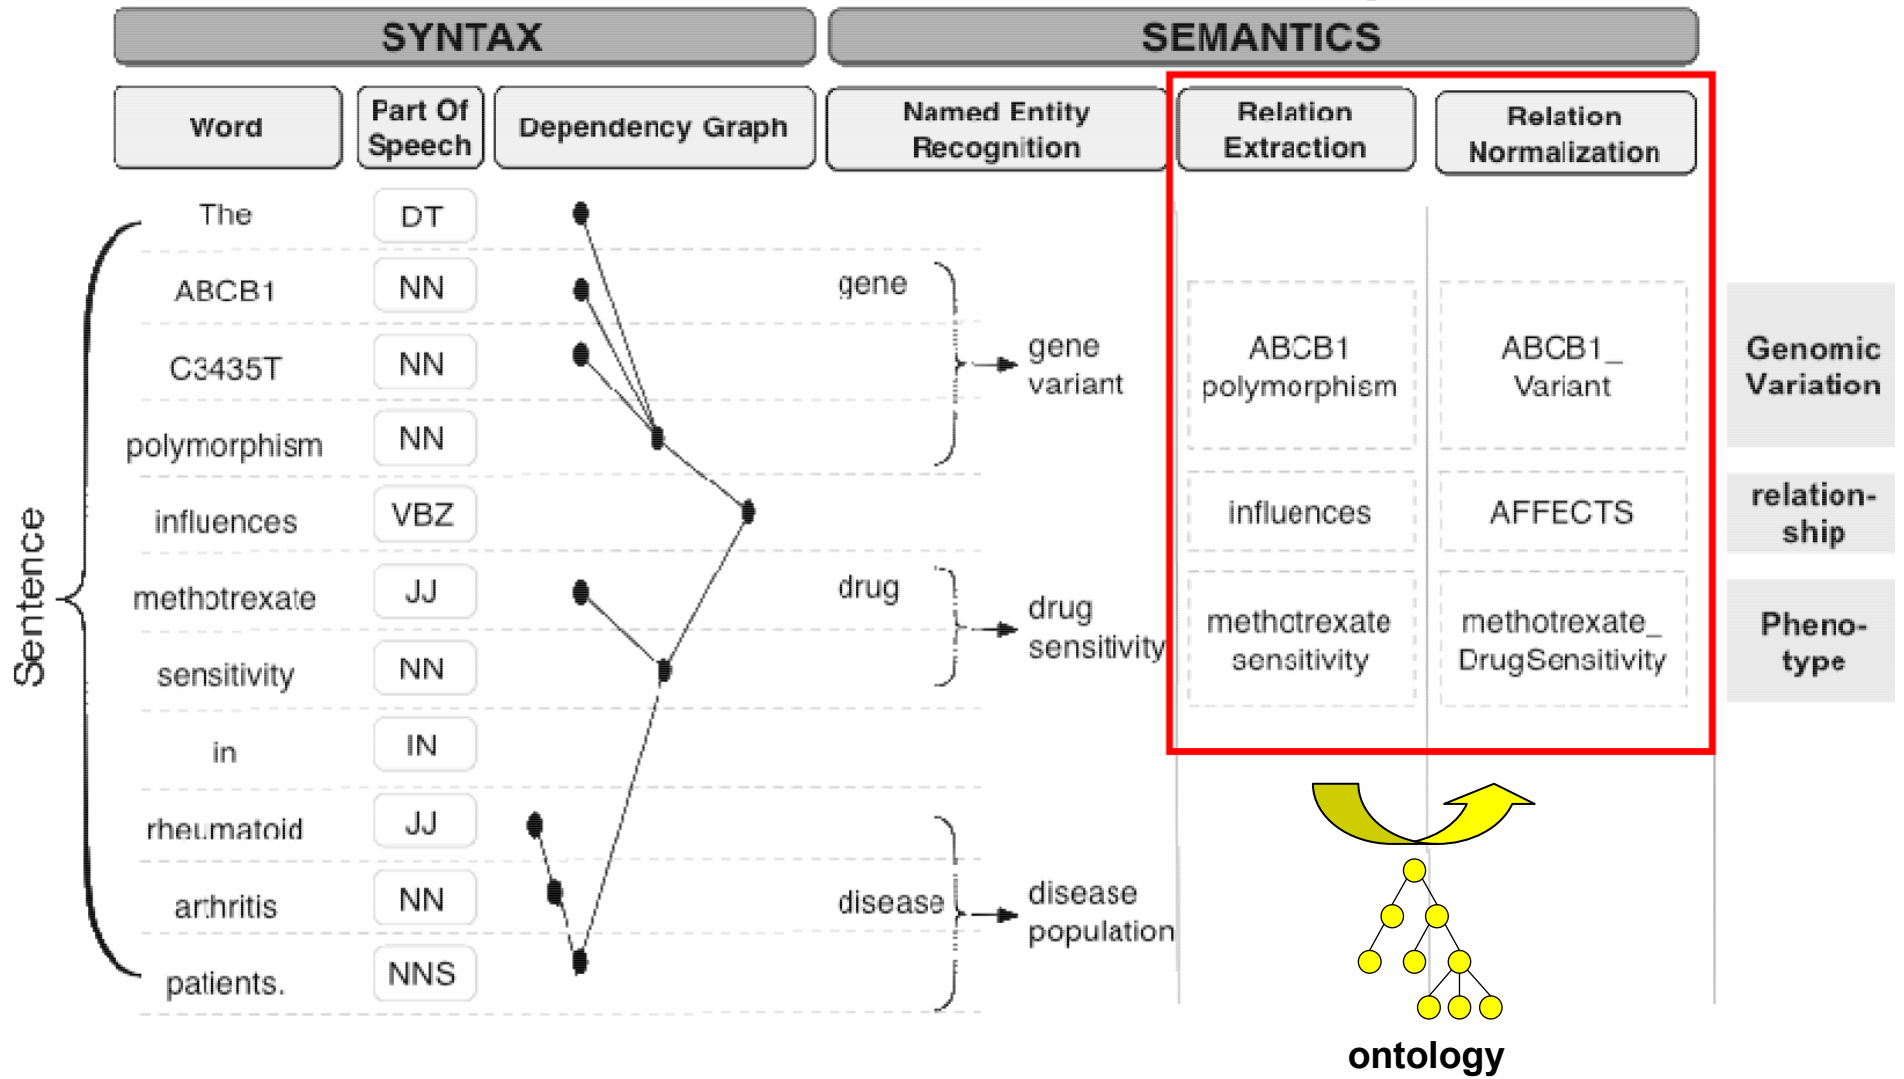 SYNTAX
SEMANTICS
Word
Part Of
Speech
Dependency Graph
Named Entity
Recognition
Relation
Extraction
Relation
Normalization
Sentence
The
DT
ABCB1
NN
gene
C3435T
NN
polymorphism
NN
gene
variant
ABCB1
polymorphism
ABCB1_
Variant
Genomic
Variation
influences
VBZ
influences
AFFECTS
relation-
ship
methotrexate
JJ
drug
sensitivity
NN
drug
sensitivity
methotrexate
sensitivity
methotrexate_
DrugSensitivity
Pheno-
type
in
IN
rheumatoid
JJ
arthritis
NN
disease
patients.
NNS
disease
population
ontology